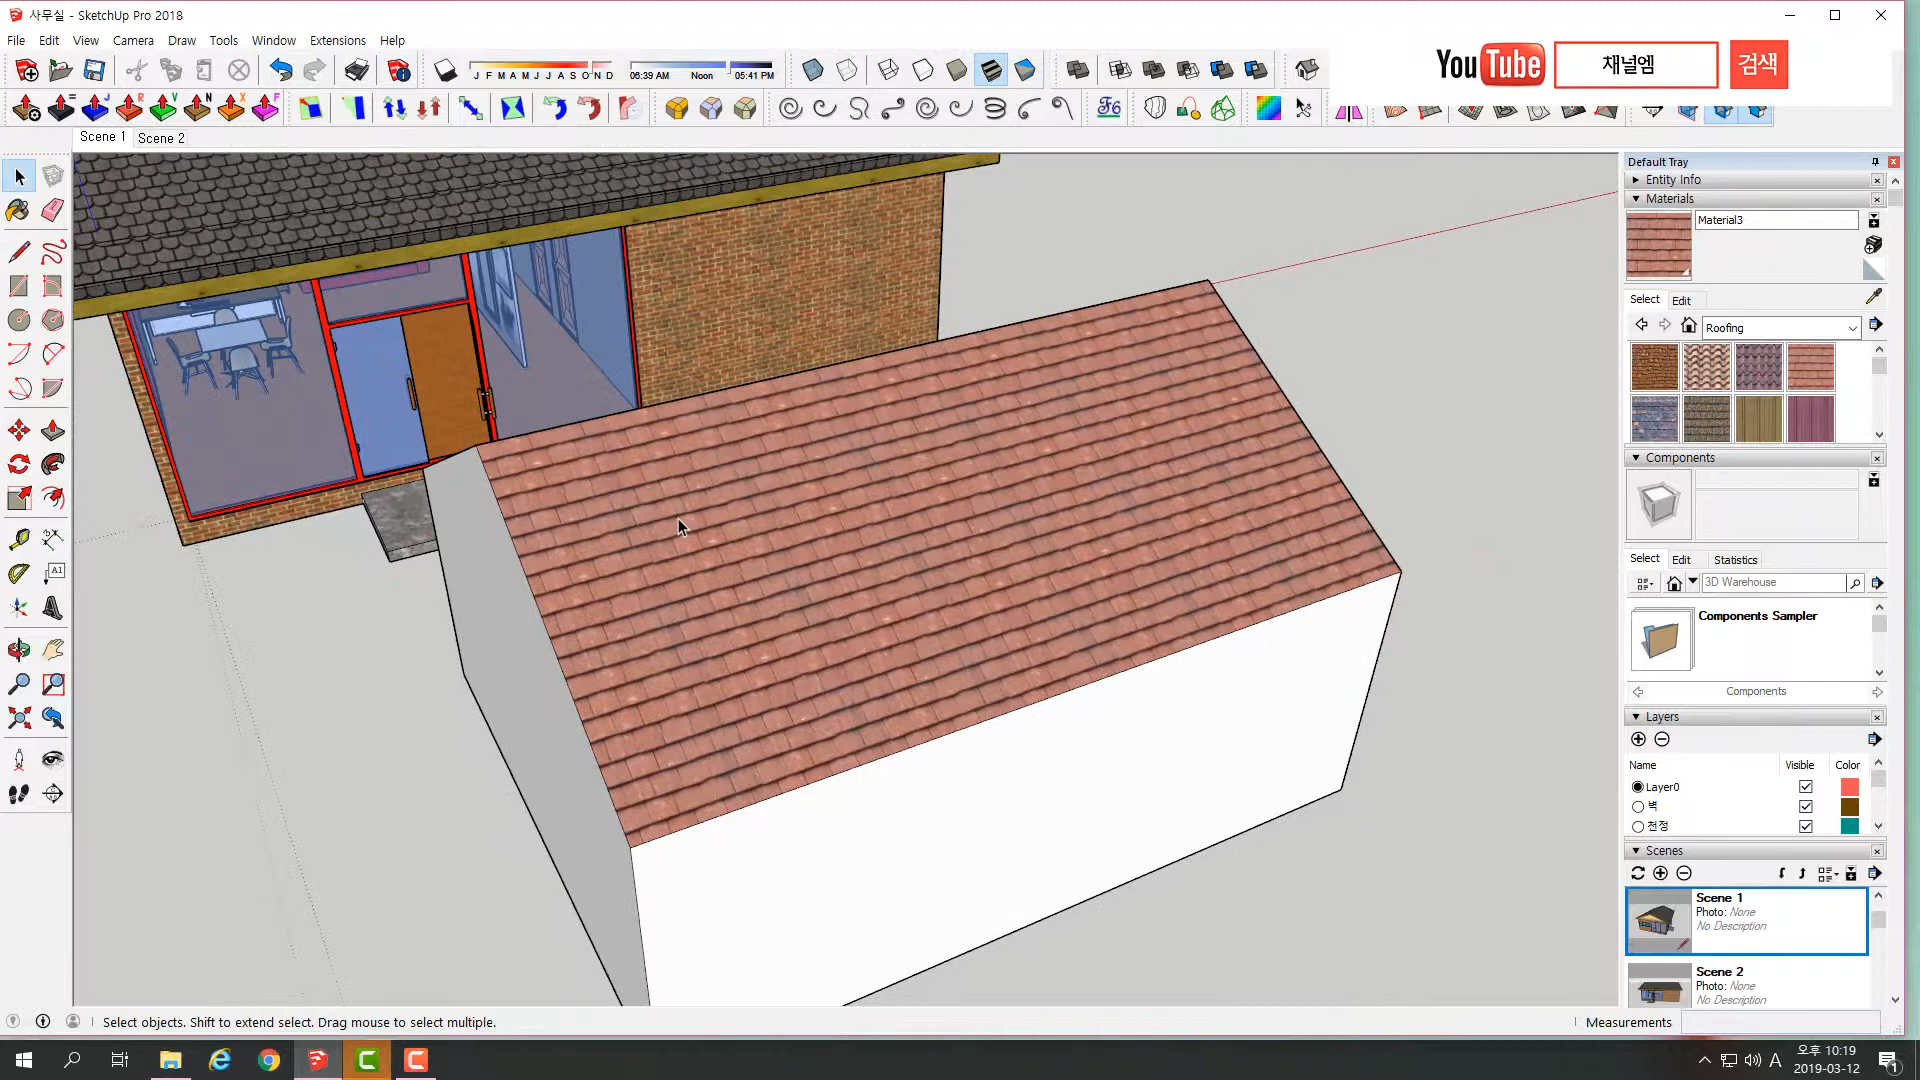 사무실 - SketchUp Pro 2018
File Edit View Camera Draw Tools Window Extensions Help
J F M A M J J A S O N D
06:39 AM Noon 05:41 PM
YouTube 채널엠 검색
Scene 1 Scene 2
Default Tray
Entity Info
Materials
Material3
Select Edit
Roofing
Components
Select Edit Statistics
3D Warehouse
Components Sampler
Components
Layers
Name Visible Color
Layer0
벽
천정
Scenes
Scene 1
Photo: None
No Description
Scene 2
Photo: None
No Description
Select objects. Shift to extend select. Drag mouse to select multiple.
Measurements
A
오후 10:19
2019-03-12
1